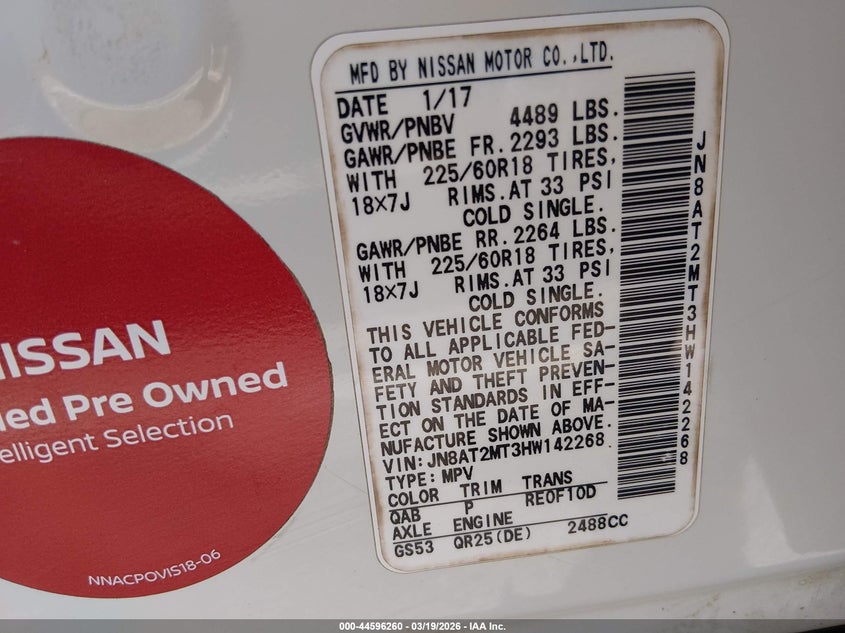 MFD BY NISSAN MOTOR CO.,LTD.
DATE 1/17
GVWR/PNBV 4489 LBS.
GAWR/PNBE FR. 2293 LBS.
WITH 225/60R18 TIRES,
18X7J RIMS.AT 33 PSI
COLD SINGLE.
GAWR/PNBE RR. 2264 LBS.
WITH 225/60R18 TIRES,
18X7J RIMS.AT 33 PSI
COLD SINGLE.
THIS VEHICLE CONFORMS
TO ALL APPLICABLE FED-
ERAL MOTOR VEHICLE SA-
FETY AND THEFT PREVEN-
TION STANDARDS IN EFF-
ECT ON THE DATE OF MA-
NUFACTURE SHOWN ABOVE.
VIN: JN8AT2MT3HW142268
TYPE: MPV
COLOR TRIM TRANS
QAB P RE0F10D
AXLE ENGINE
GS53 QR25(DE) 2488CC
JN8AT2MT3HW142268
NISSAN
ied Pre Owned
elligent Selection
NNACPOVIS18-06
000-44596260 - 03/19/2026 - IAA Inc.